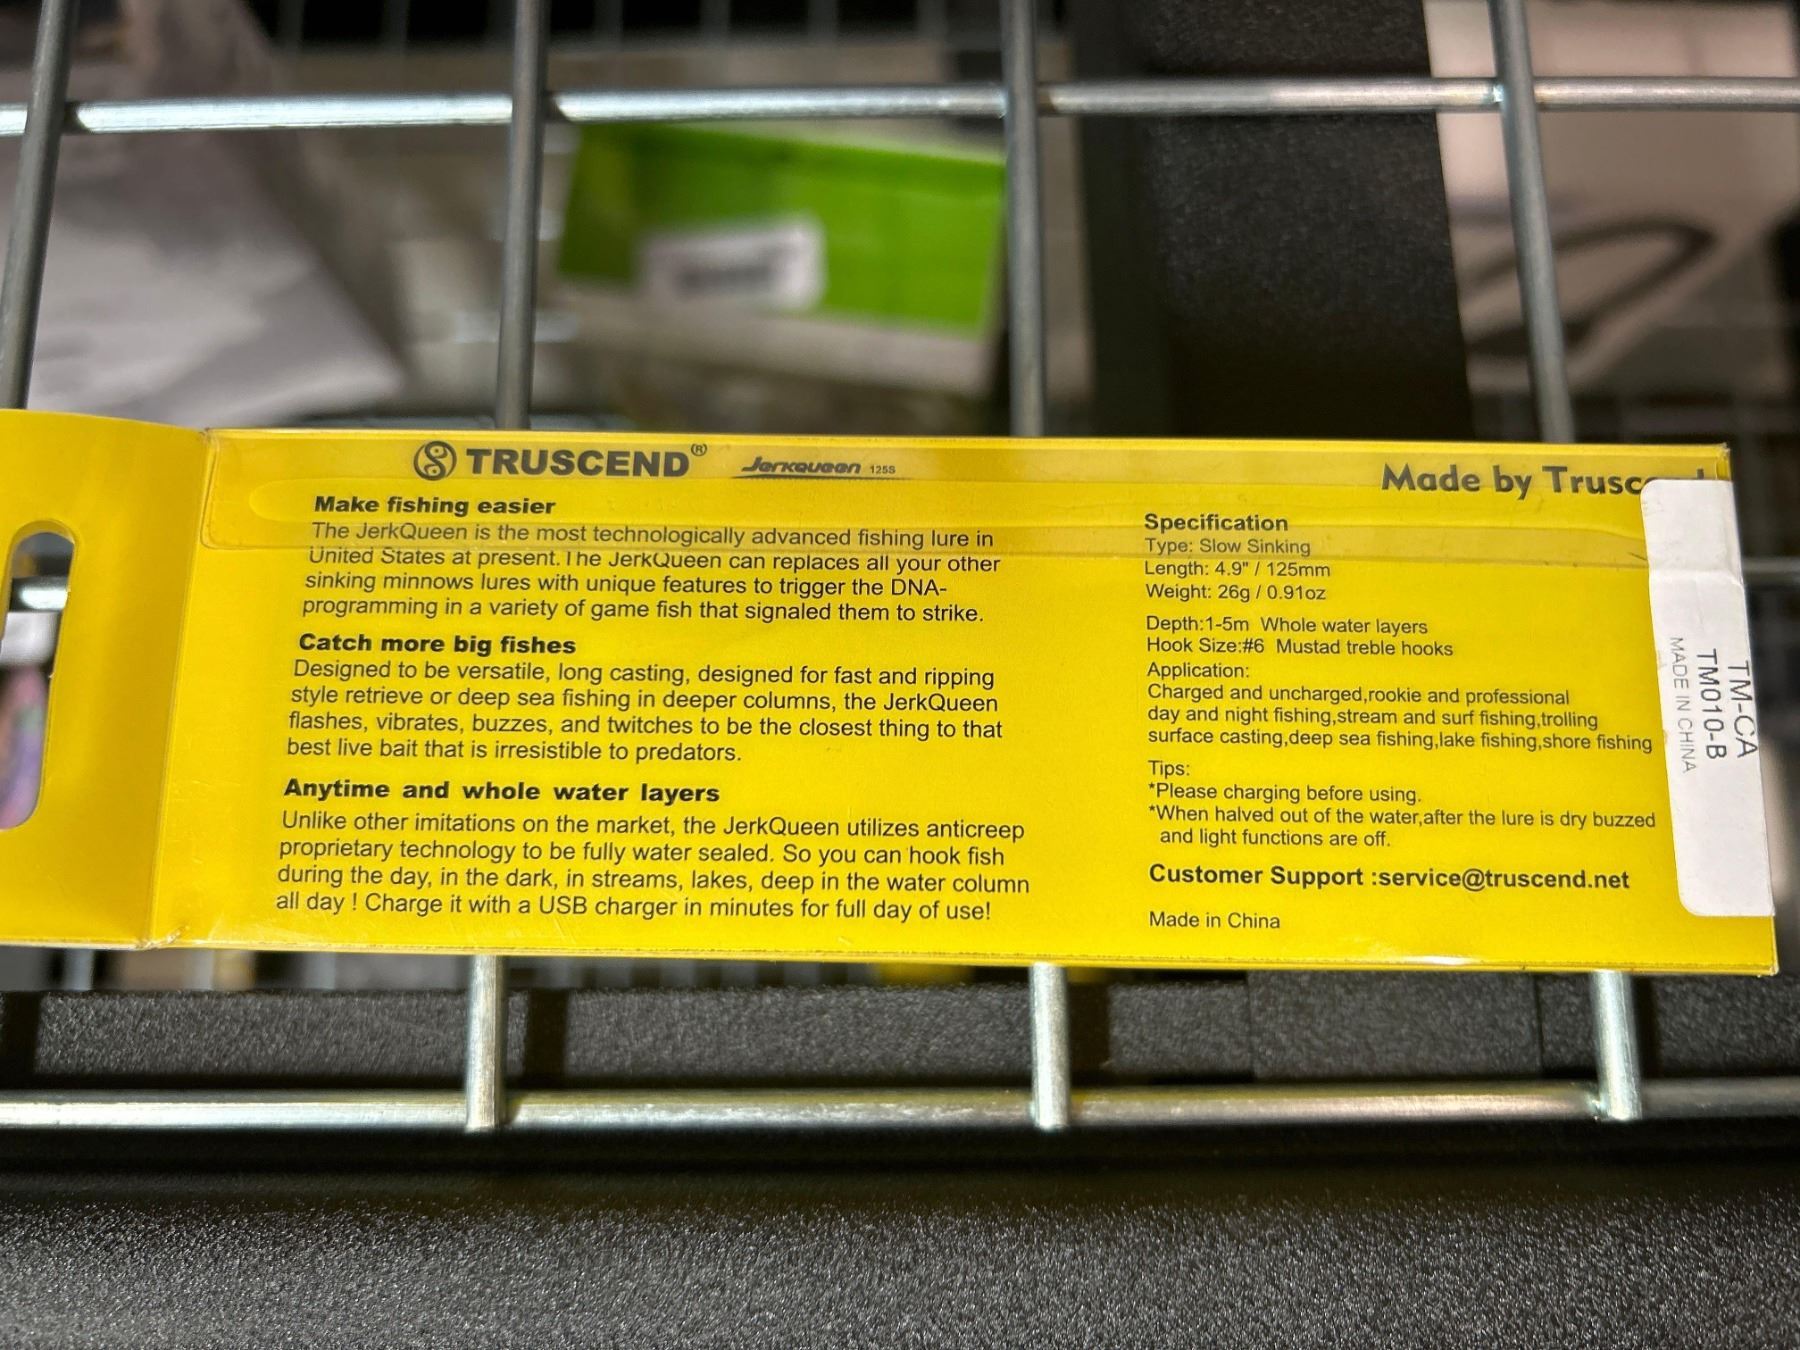 TRUSCEND® JerkQueen 125S
Made by Trusc
Make fishing easier
The JerkQueen is the most technologically advanced fishing lure in
United States at present. The JerkQueen can replaces all your other
sinking minnows lures with unique features to trigger the DNA-
programming in a variety of game fish that signaled them to strike.
Catch more big fishes
Designed to be versatile, long casting, designed for fast and ripping
style retrieve or deep sea fishing in deeper columns, the JerkQueen
flashes, vibrates, buzzes, and twitches to be the closest thing to that
best live bait that is irresistible to predators.
Anytime and whole water layers
Unlike other imitations on the market, the JerkQueen utilizes anticreep
proprietary technology to be fully water sealed. So you can hook fish
during the day, in the dark, in streams, lakes, deep in the water column
all day ! Charge it with a USB charger in minutes for full day of use!
Specification
Type: Slow Sinking
Length: 4.9" / 125mm
Weight: 26g / 0.91oz
Depth:1-5m Whole water layers
Hook Size:#6 Mustad treble hooks
Application:
Charged and uncharged,rookie and professional
day and night fishing,stream and surf fishing,trolling
surface casting,deep sea fishing,lake fishing,shore fishing
Tips:
*Please charging before using.
*When halved out of the water,after the lure is dry buzzed
and light functions are off.
Customer Support :service@truscend.net
Made in China
TM-CA
TM010-B
MADE IN CHINA